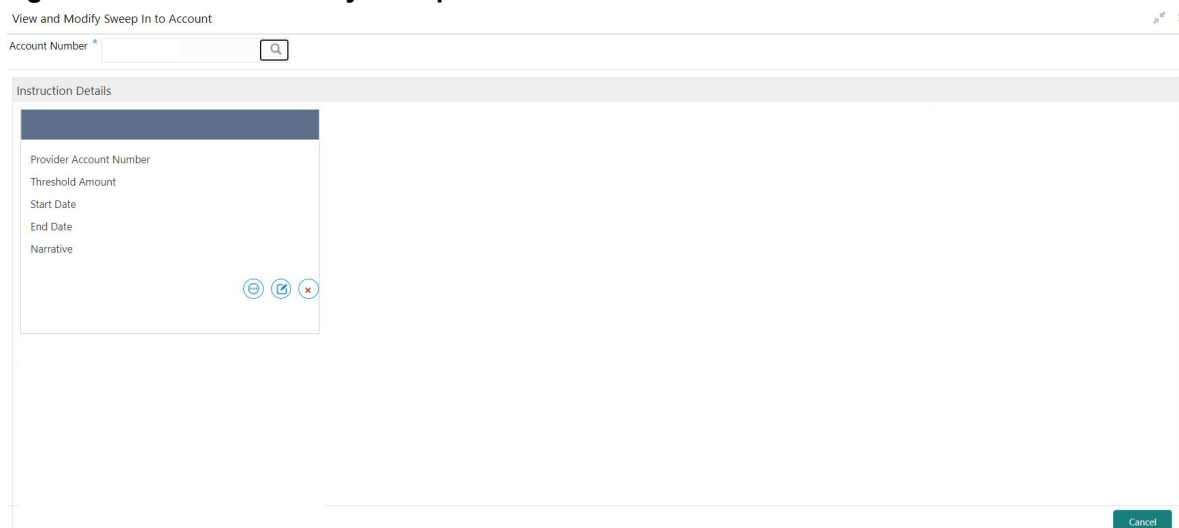 View and Modify Sweep In to Account
Account Number *
Instruction Details
Provider Account Number
Threshold Amount
Start Date
End Date
Narrative
Cancel